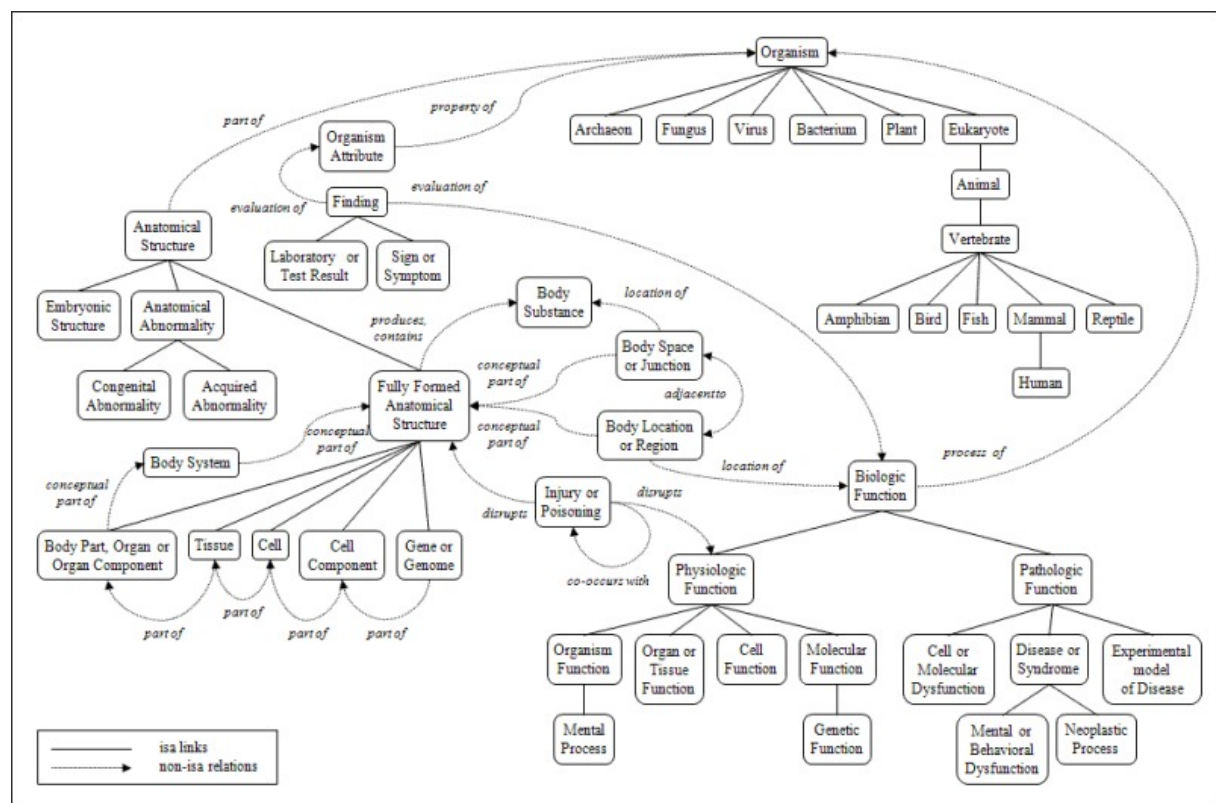 Organism
part of
property of
Archaeon
Fungus
Virus
Bacterium
Plant
Eukaryote
Organism
Attribute
evaluation of
Animal
evaluation of
Finding
Anatomical
Structure
Laboratory or
Test Result
Sign or
Symptom
Vertebrate
Embryonic
Structure
Anatomical
Abnormality
Body
Substance
location of
Amphibian
Bird
Fish
Mammal
Reptile
produces,
contains
Body Space
or Junction
conceptual
part of
Human
Congenital
Abnormality
Acquired
Abnormality
Fully Formed
Anatomical
Structure
adjacent to
conceptual
part of
Body Location
or Region
conceptual
part of
Body System
process of
location of
Biologic
Function
conceptual
part of
Injury or
Poisoning
disrupts
disrupts
Body Part, Organ or
Organ Component
Tissue
Cell
Cell
Component
Gene or
Genome
co-occurs with
Physiologic
Function
Pathologic
Function
part of
part of
part of
part of
Organism
Function
Organ or
Tissue
Function
Cell
Function
Molecular
Function
Cell or
Molecular
Dysfunction
Disease or
Syndrome
Experimental
model
of Disease
Mental
Process
Genetic
Function
Mental or
Behavioral
Dysfunction
Neoplastic
Process
isa links
non-isa relations